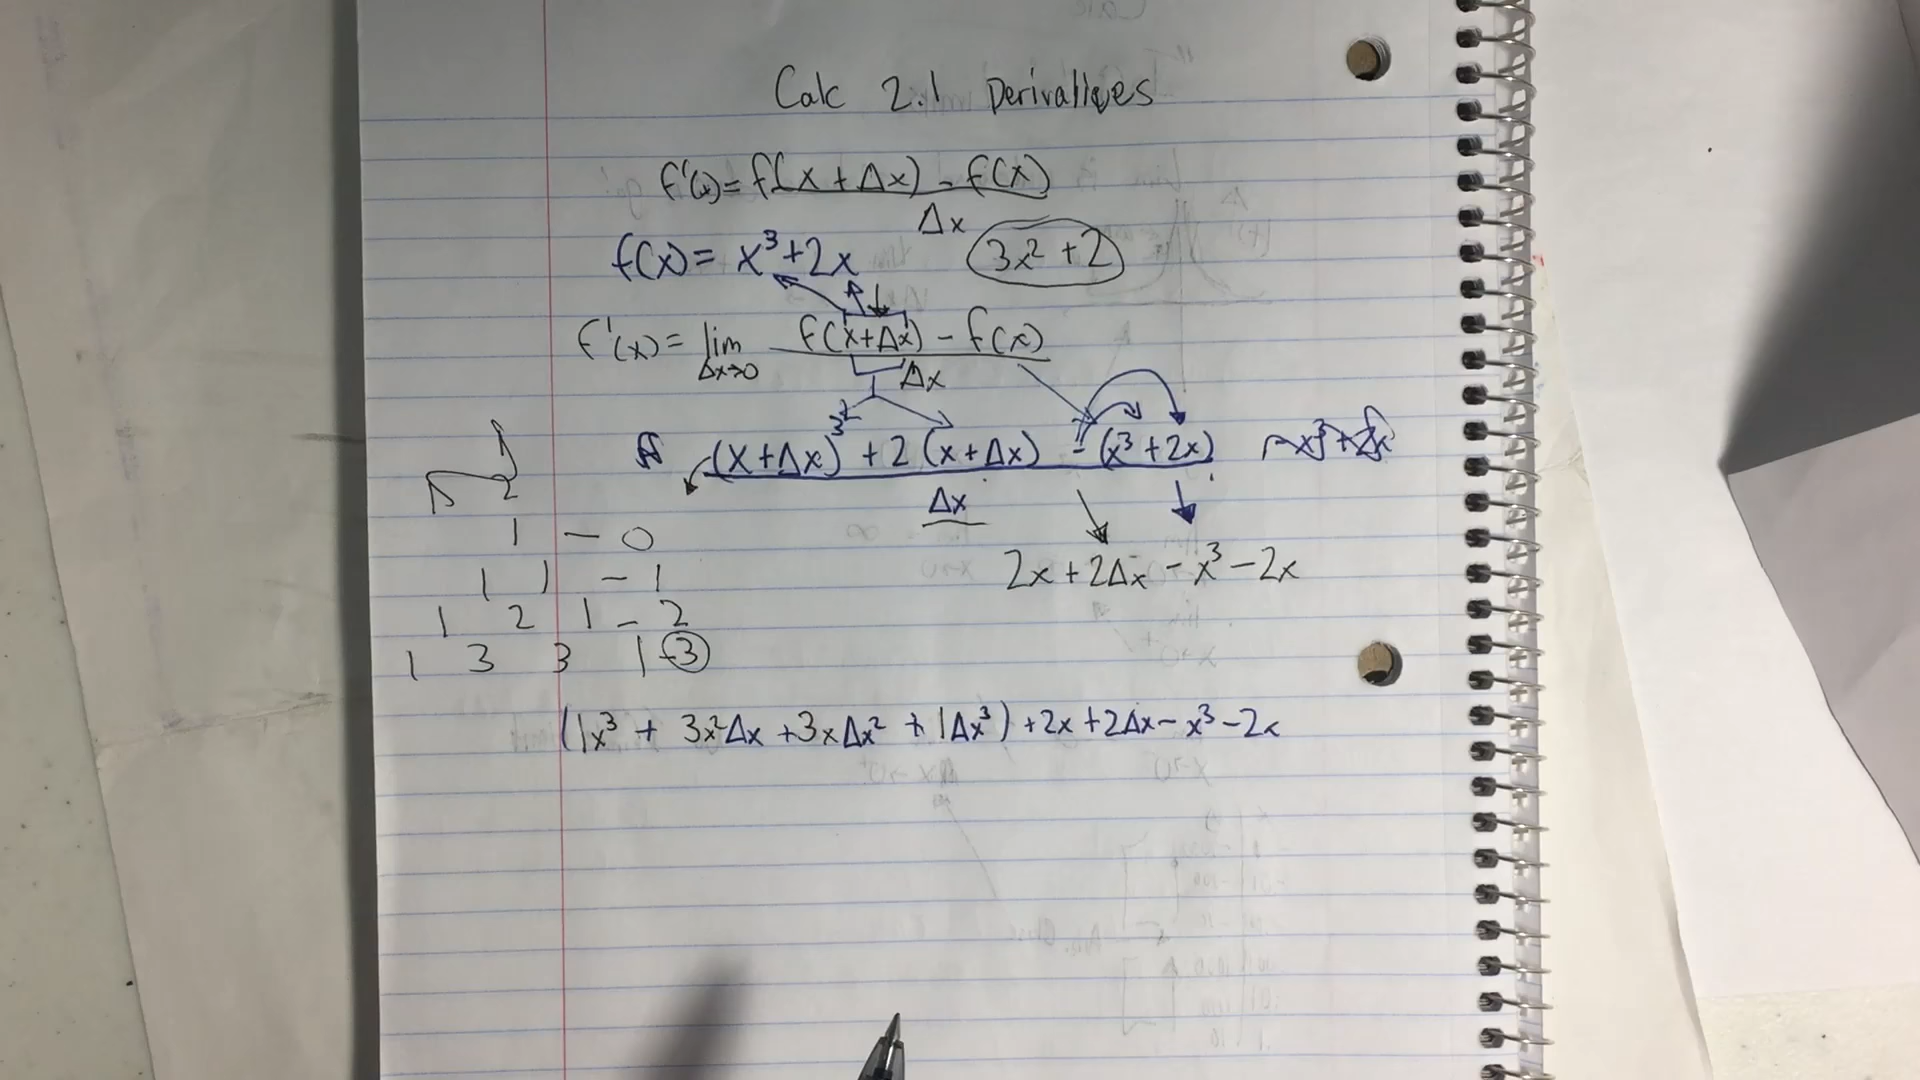 Calc 2.1 Derivatives
f'(x)= f(x + Δx) - f(x)
Δx
f(x)= x³+2x
3x² +2
f'(x)= lim f(x+Δx) - f(x)
Δx→0
Δx
(x+Δx)³ +2 (x+Δx) - (x³ +2x)
Δx
2x +2Δx - x³ -2x
1 - 0
1 1 - 1
1 2 1 - 2
1 3 3 1 - 3
(1x³ + 3x²Δx +3xΔx² + 1Δx³) +2x +2Δx - x³ -2x